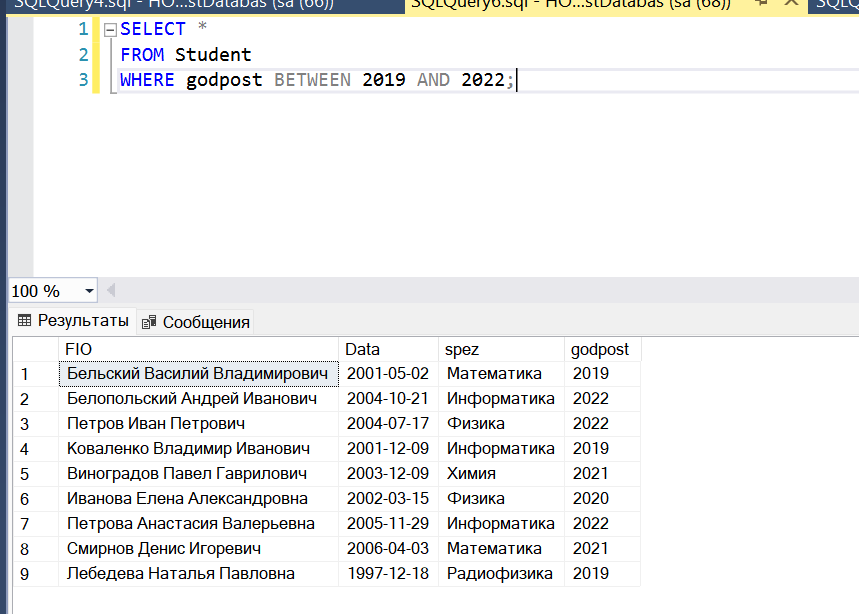 SQLQuery4.sql - HO...stDatabas (sa (66)) SQLQuery6.sql - HO...stDatabas (sa (68)) SQLQ
1 SELECT *
2 FROM Student
3 WHERE godpost BETWEEN 2019 AND 2022;
100 %
Результаты Сообщения
FIO Data spez godpost
1 Бельский Василий Владимирович 2001-05-02 Математика 2019
2 Белопольский Андрей Иванович 2004-10-21 Информатика 2022
3 Петров Иван Петрович 2004-07-17 Физика 2022
4 Коваленко Владимир Иванович 2001-12-09 Информатика 2019
5 Виноградов Павел Гаврилович 2003-12-09 Химия 2021
6 Иванова Елена Александровна 2002-03-15 Физика 2020
7 Петрова Анастасия Валерьевна 2005-11-29 Информатика 2022
8 Смирнов Денис Игоревич 2006-04-03 Математика 2021
9 Лебедева Наталья Павловна 1997-12-18 Радиофизика 2019